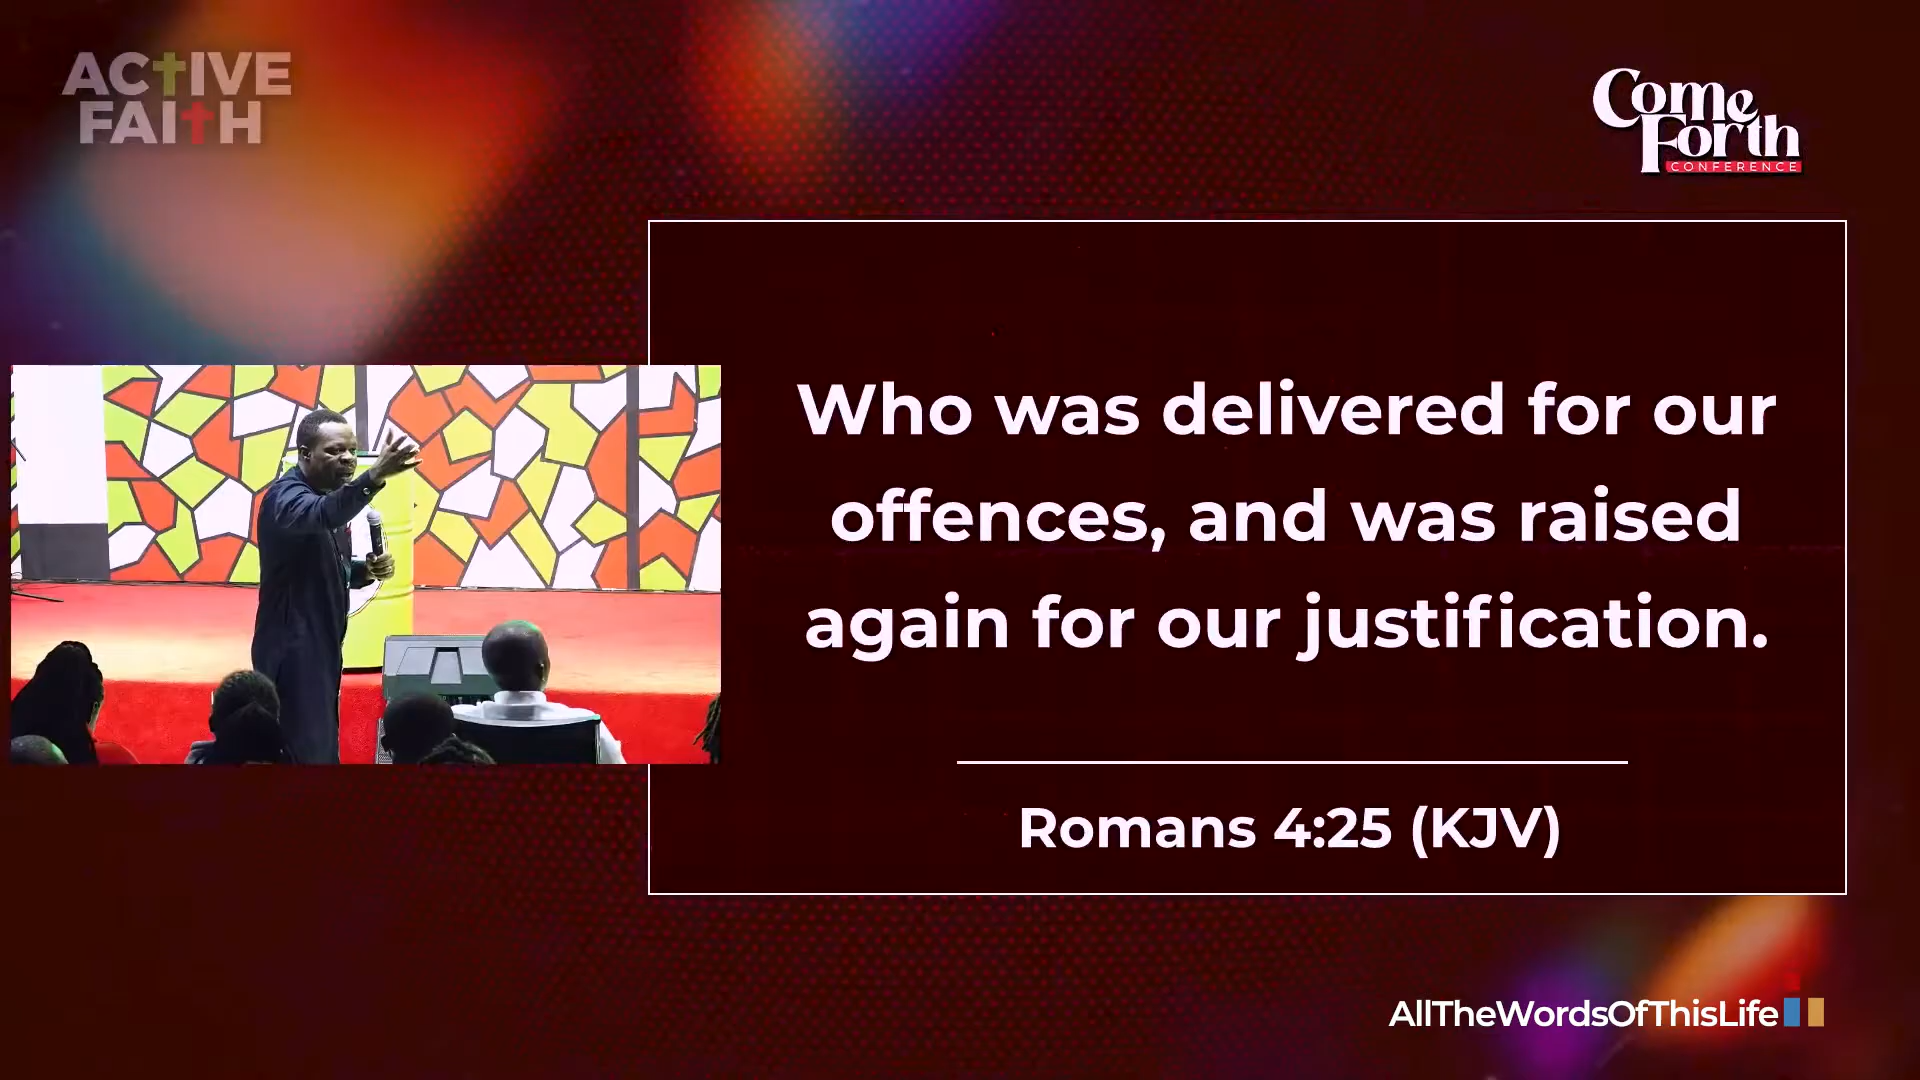 ACTIVE
FAITH
Come
Forth
CONFERENCE
Who was delivered for our
offences, and was raised
again for our justification.
Romans 4:25 (KJV)
AllTheWordsOfThisLife